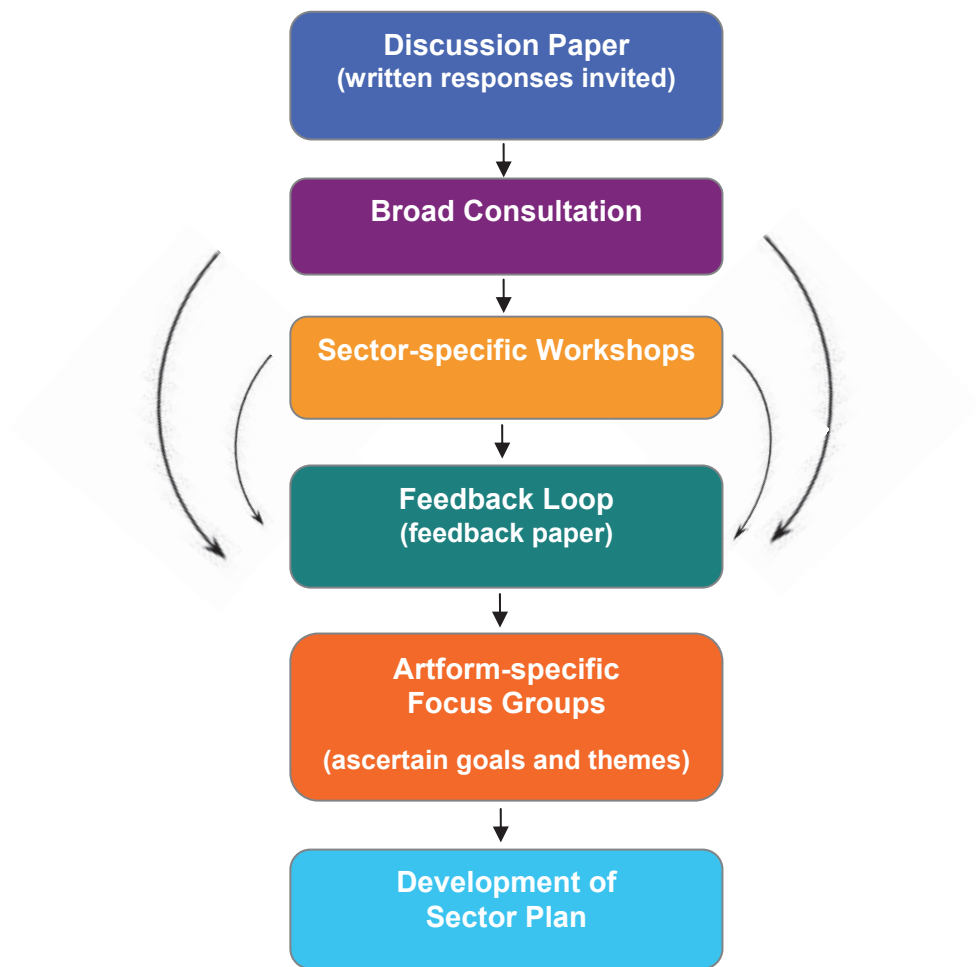 Discussion Paper
(written responses invited)
Broad Consultation
Sector-specific Workshops
Feedback Loop
(feedback paper)
Artform-specific
Focus Groups
(ascertain goals and themes)
Development of
Sector Plan